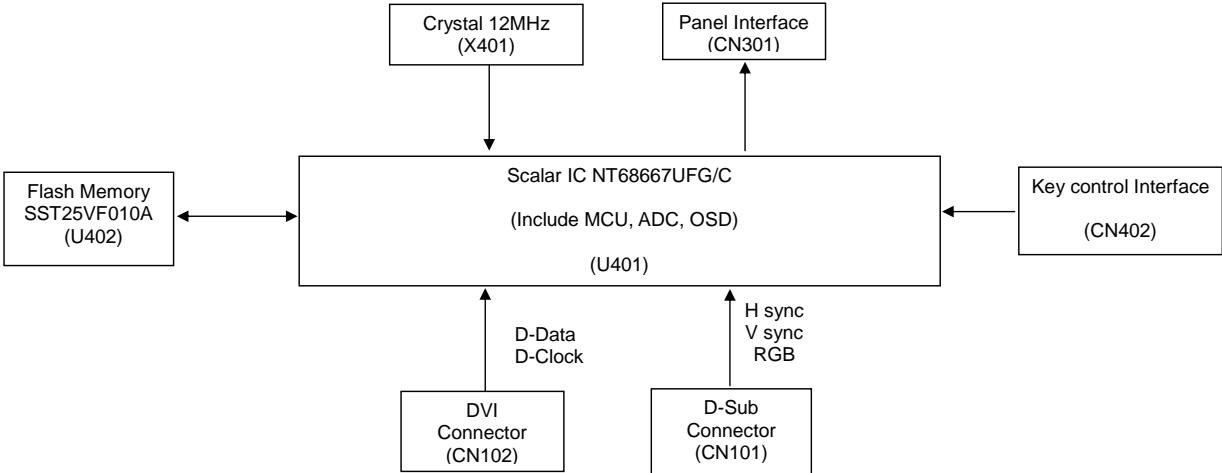 Crystal 12MHz
(X401)
Panel Interface
(CN301)
Scalar IC NT68667UFG/C
(Include MCU, ADC, OSD)
(U401)
Flash Memory
SST25VF010A
(U402)
Key control Interface
(CN402)
D-Data
D-Clock
H sync
V sync
RGB
DVI
Connector
(CN102)
D-Sub
Connector
(CN101)